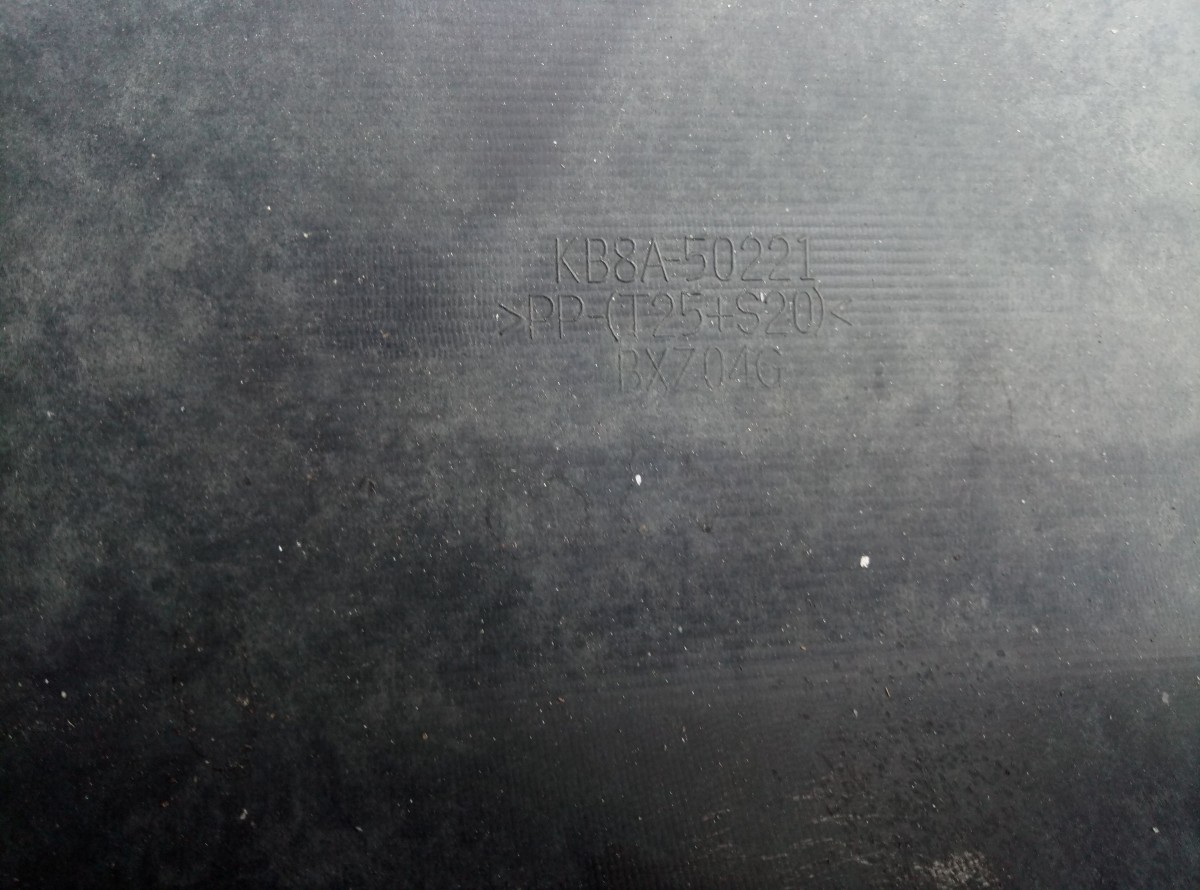 KB8A-50221
>PP-(T25+S20)<
BXZ04G